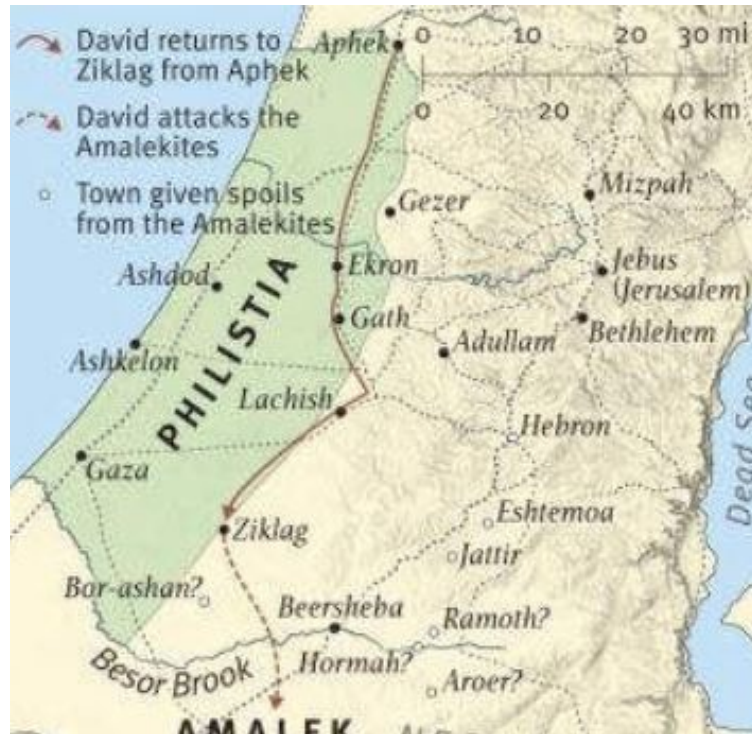 David returns to
Ziklag from Aphek
David attacks the
Amalekites
Town given spoils
from the Amalekites
Aphek
0 10 20 30 mi
0 20 40 km
Mizpah
Gezer
Ekron
Jebus
(Jerusalem)
Ashdod
PHILISTIA
Gath
Bethlehem
Adullam
Ashkelon
Lachish
Hebron
Gaza
Dead Sea
Eshtemoa
Ziklag
Jattir
Bor-ashan?
Beersheba
Ramoth?
Hormah?
Besor Brook
Aroer?
AMALEK